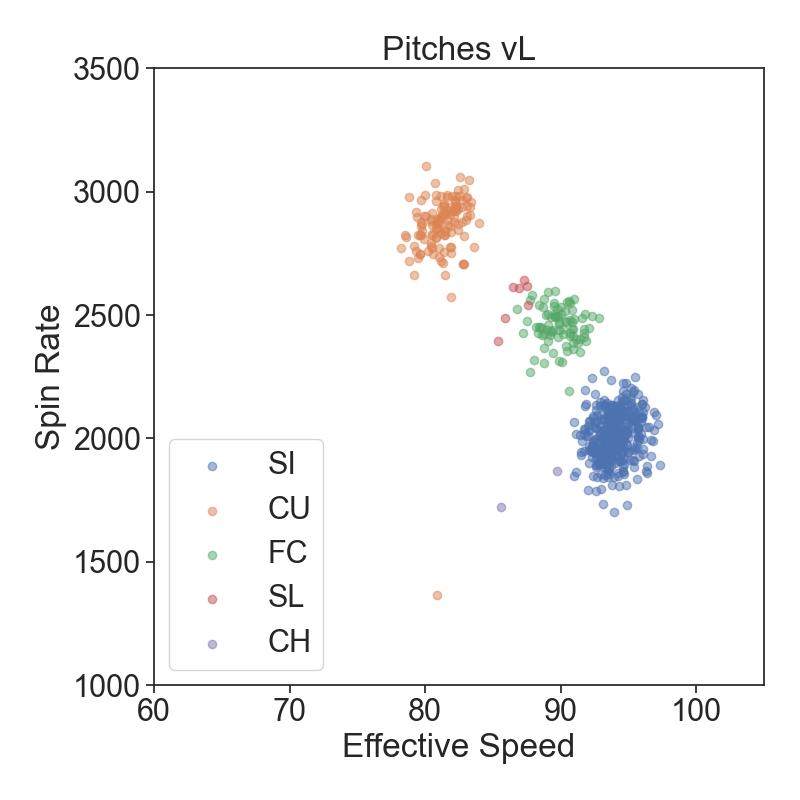 Pitches vL
3500
3000
2500
2000
1500
1000
Spin Rate
SI
CU
FC
SL
CH
60 70 80 90 100
Effective Speed